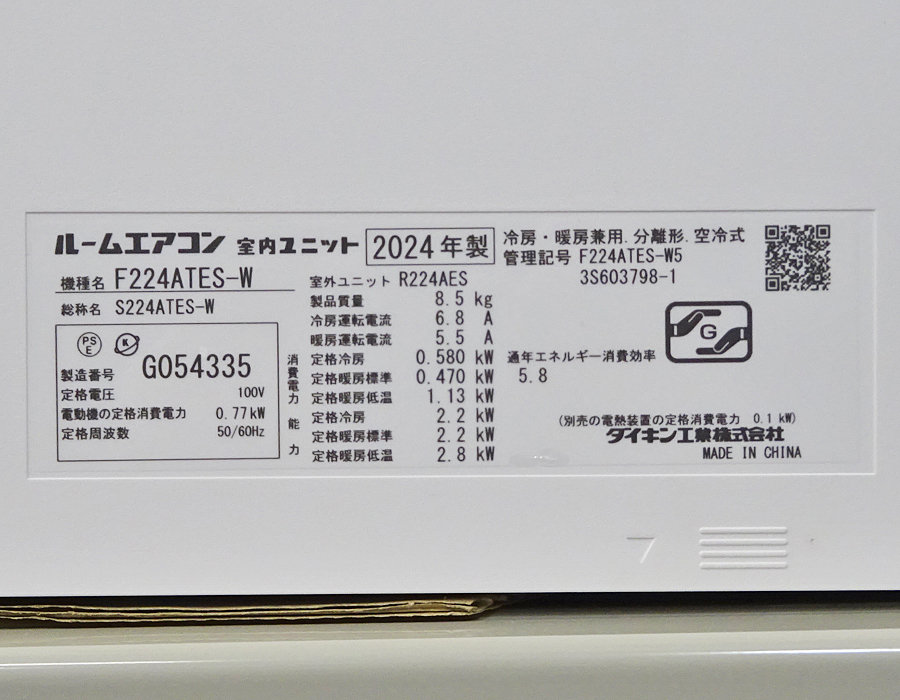 ルームエアコン 室内ユニット 2024年製
機種名 F224ATES-W
総称名 S224ATES-W
PS
E
K
製造番号 G054335
定格電圧 100V
電動機の定格消費電力 0.77kW
定格周波数 50/60Hz
室外ユニット R224AES
製品質量 8.5 kg
冷房運転電流 6.8 A
暖房運転電流 5.5 A
消費電力
定格冷房 0.580 kW
定格暖房標準 0.470 kW
定格暖房低温 1.13 kW
能力
定格冷房 2.2 kW
定格暖房標準 2.2 kW
定格暖房低温 2.8 kW
冷房・暖房兼用.分離形.空冷式
管理記号 F224ATES-W5
3S603798-1
G
通年エネルギー消費効率
5.8
(別売の電熱装置の定格消費電力 0.1 kW)
ダイキン工業株式会社
MADE IN CHINA